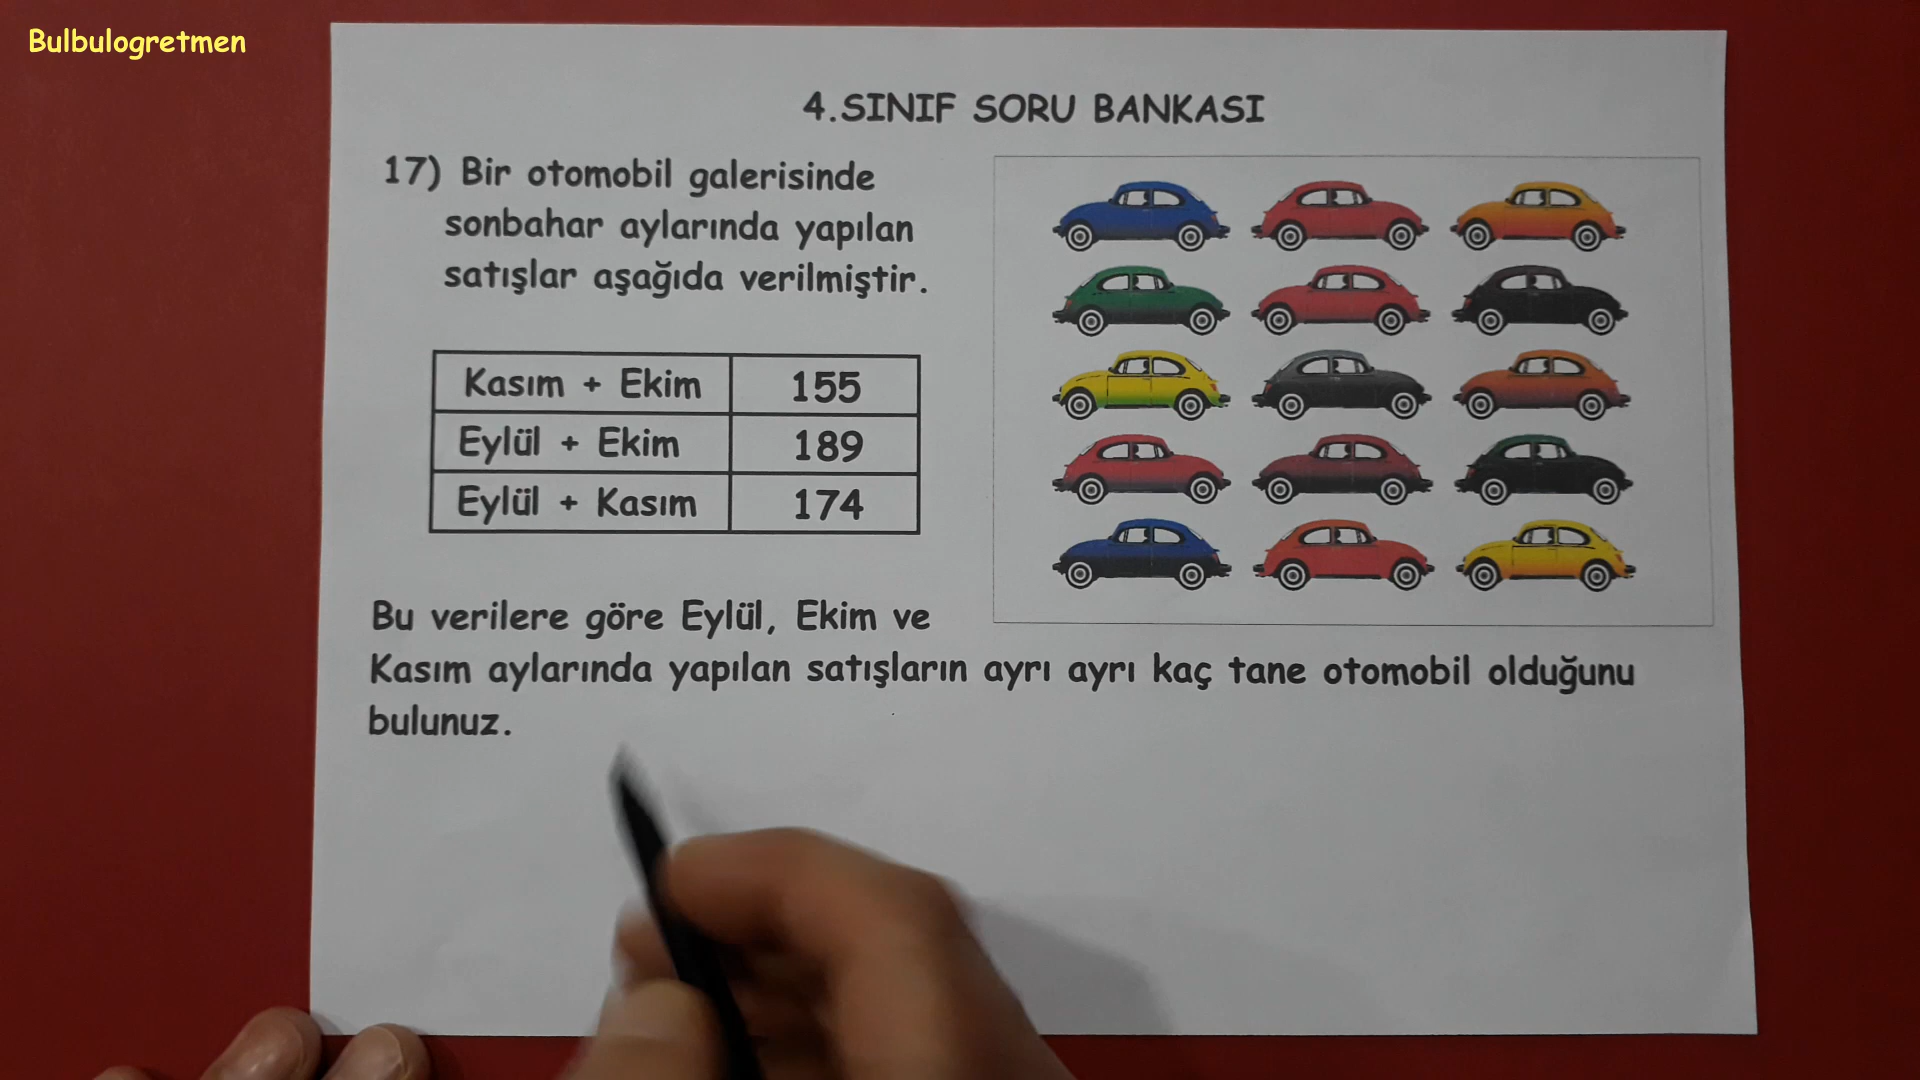 Bulbulogretmen
4.SINIF SORU BANKASI
17) Bir otomobil galerisinde
sonbahar aylarında yapılan
satışlar aşağıda verilmiştir.
Kasım + Ekim 155
Eylül + Ekim 189
Eylül + Kasım 174
Bu verilere göre Eylül, Ekim ve
Kasım aylarında yapılan satışların ayrı ayrı kaç tane otomobil olduğunu
bulunuz.